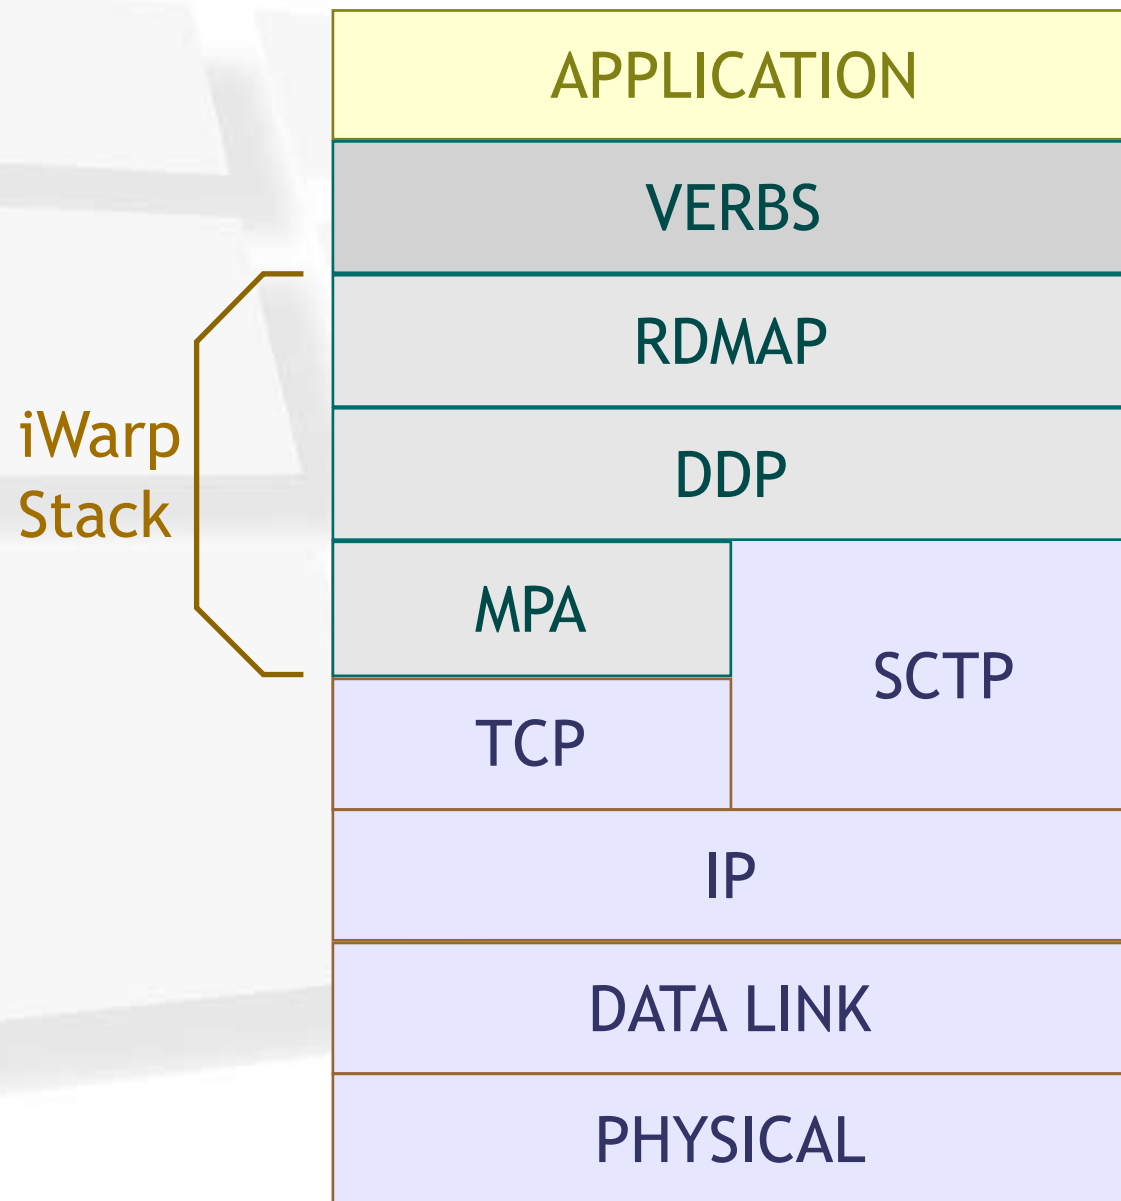 APPLICATION
VERBS
RDMAP
DDP
iWarp
Stack
MPA
SCTP
TCP
IP
DATA LINK
PHYSICAL